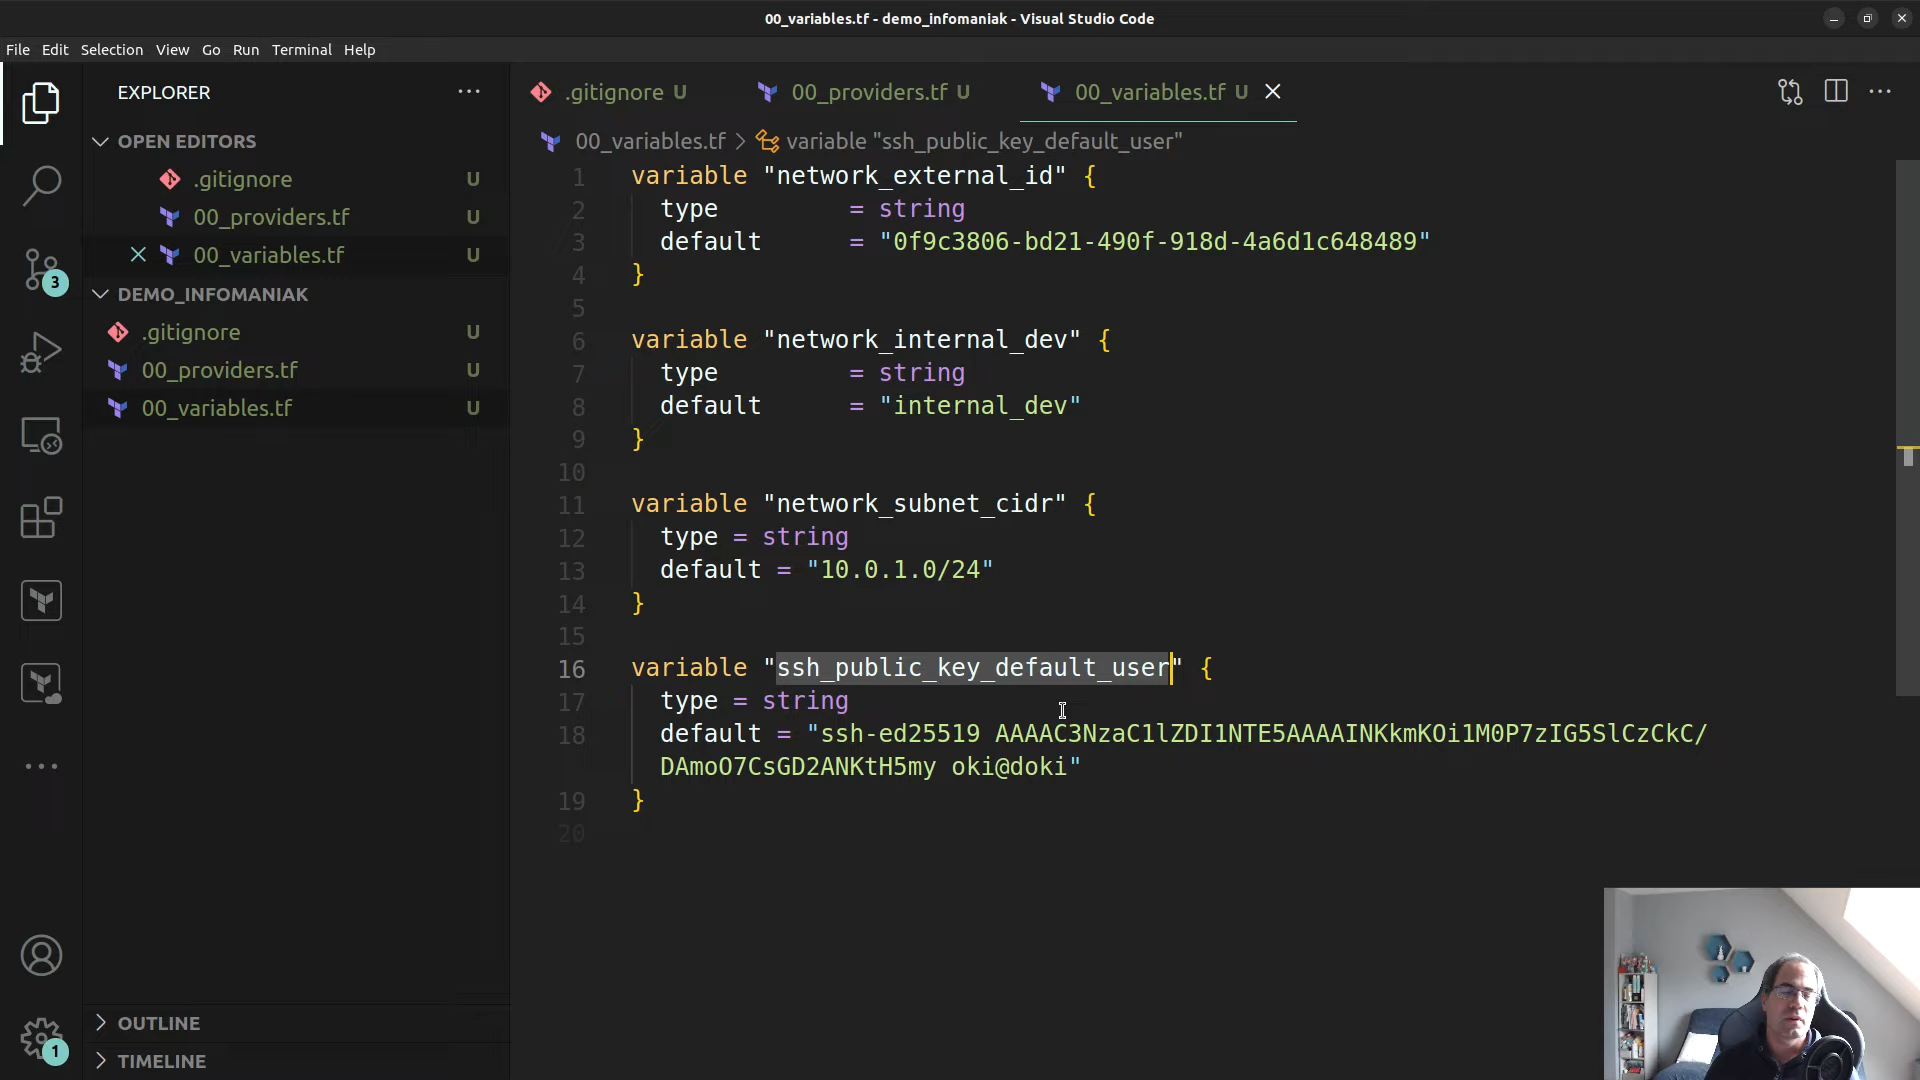 00_variables.tf - demo_infomaniak - Visual Studio Code
File Edit Selection View Go Run Terminal Help
EXPLORER
OPEN EDITORS
.gitignore U
00_providers.tf U
00_variables.tf U
DEMO_INFOMANIAK
.gitignore U
00_providers.tf U
00_variables.tf U
OUTLINE
TIMELINE
3
1
.gitignore U 00_providers.tf U 00_variables.tf U
00_variables.tf > variable "ssh_public_key_default_user"
1 variable "network_external_id" {
2 type = string
3 default = "0f9c3806-bd21-490f-918d-4a6d1c648489"
4 }
5
6 variable "network_internal_dev" {
7 type = string
8 default = "internal_dev"
9 }
10
11 variable "network_subnet_cidr" {
12 type = string
13 default = "10.0.1.0/24"
14 }
15
16 variable "ssh_public_key_default_user" {
17 type = string
18 default = "ssh-ed25519 AAAAC3NzaC1lZDI1NTE5AAAAINKkmKOi1M0P7zIG5SlCzCkC/
DAmoO7CsGD2ANKtH5my oki@doki"
19 }
20